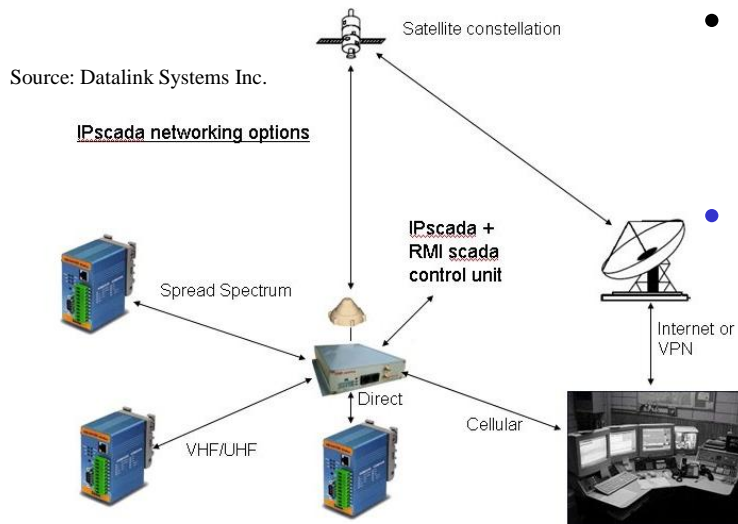 Satellite constellation
Source: Datalink Systems Inc.
IPscada networking options
IPscada +
RMI scada
control unit
Spread Spectrum
Internet or
VPN
Direct
Cellular
VHF/UHF